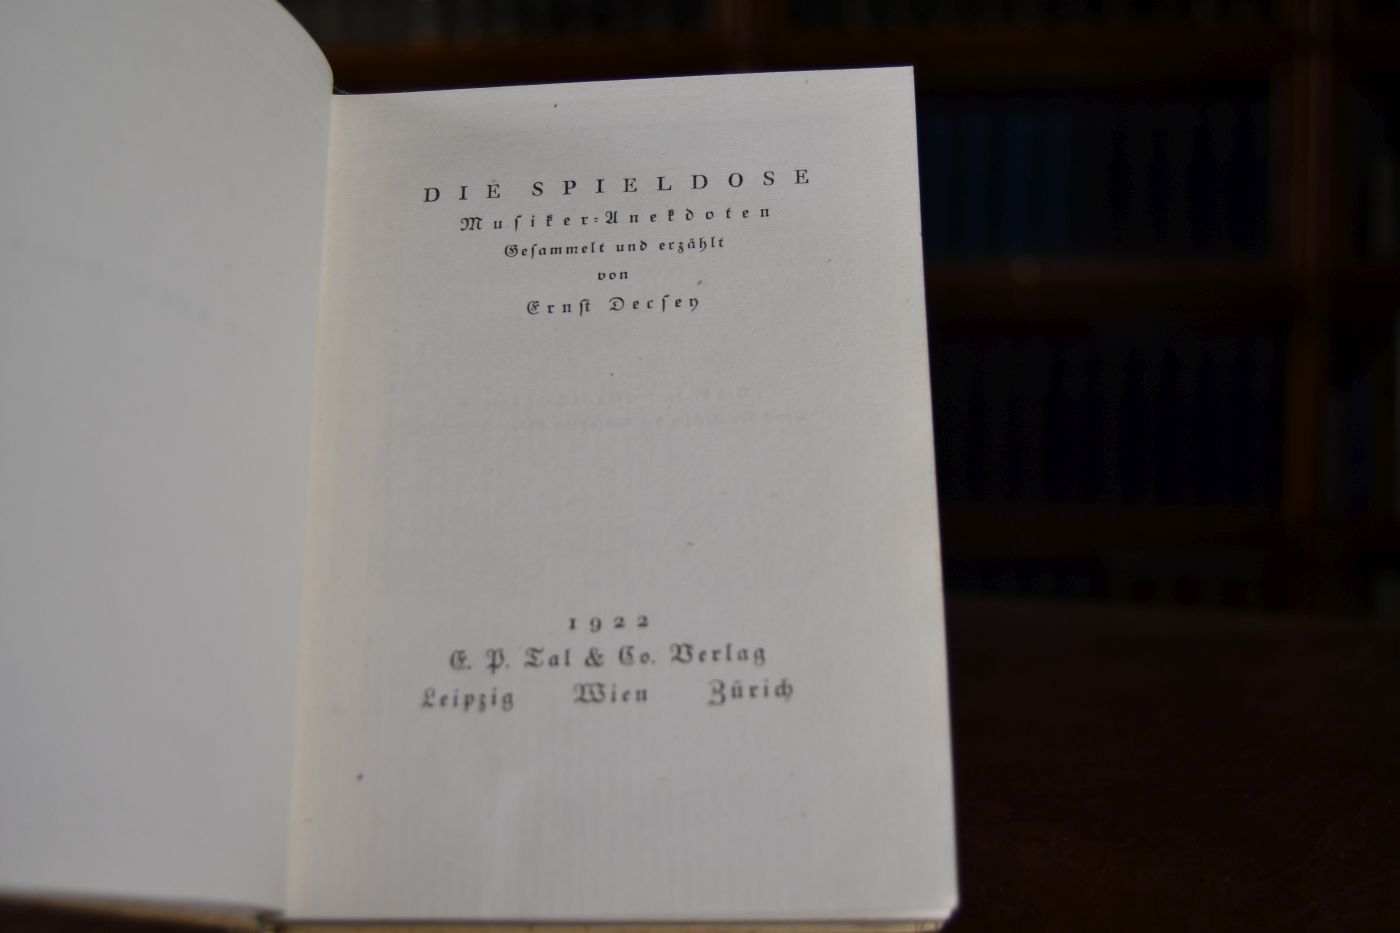 DIE SPIELDOSE
Muſiker-Anekdoten
Geſammelt und erzählt
von
Ernſt Decſey
1922
E. P. Tal & Co. Verlag
Leipzig Wien Zürich